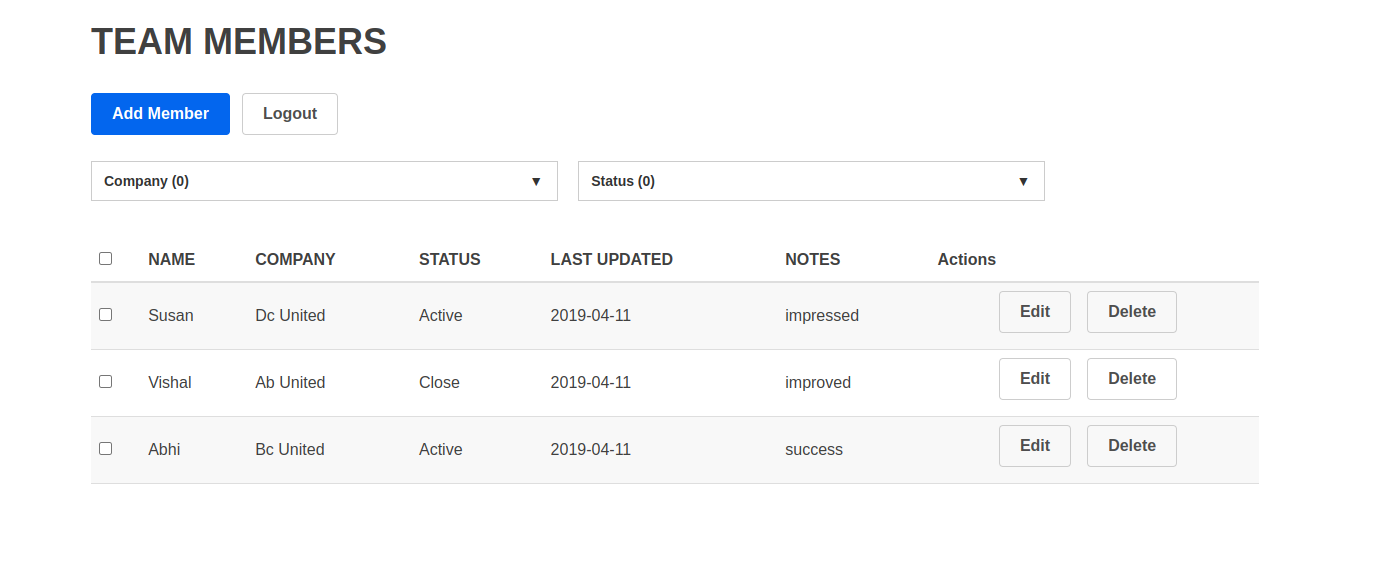 TEAM MEMBERS
Add Member Logout
Company (0) ▼ Status (0) ▼
NAME COMPANY STATUS LAST UPDATED NOTES Actions
Susan Dc United Active 2019-04-11 impressed Edit Delete
Vishal Ab United Close 2019-04-11 improved Edit Delete
Abhi Bc United Active 2019-04-11 success Edit Delete